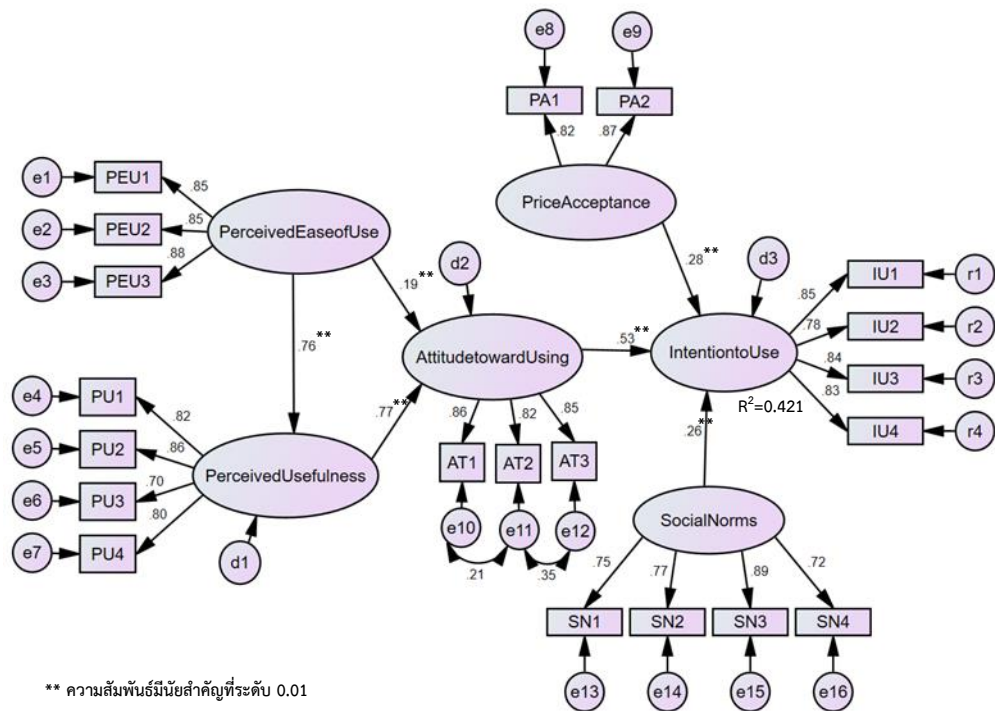 e8
e9
PA1
PA2
.82
.87
PriceAcceptance
e1
PEU1
.85
e2
PEU2
.85
e3
PEU3
.88
PerceivedEaseofUse
.28**
d3
d2
.19**
.76**
AttitudetowardUsing
.53**
IntentiontoUse
R²=0.421
.85
IU1
r1
.78
IU2
r2
.84
IU3
r3
.83
IU4
r4
e4
PU1
.82
e5
PU2
.86
e6
PU3
.70
e7
PU4
.80
PerceivedUsefulness
d1
.77**
.86
.82
.85
AT1
AT2
AT3
e10
e11
e12
.21
.35
.26**
SocialNorms
.75
.77
.89
.72
SN1
SN2
SN3
SN4
e13
e14
e15
e16
** ความสัมพันธ์มีนัยสำคัญที่ระดับ 0.01